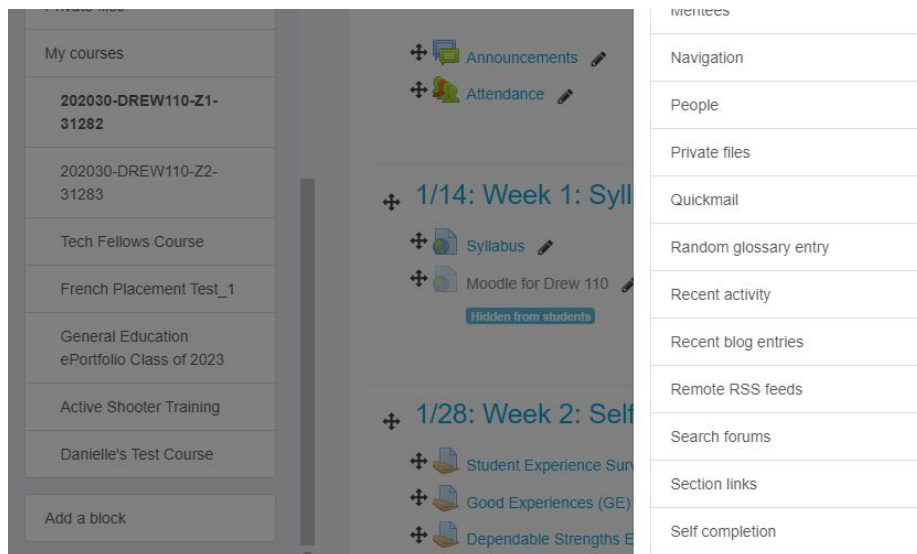 Private files
My courses
202030-DREW110-Z1-
31282
202030-DREW110-Z2-
31283
Tech Fellows Course
French Placement Test_1
General Education
ePortfolio Class of 2023
Active Shooter Training
Danielle's Test Course
Add a block
Announcements
Attendance
1/14: Week 1: Syll
Syllabus
Moodle for Drew 110
Hidden from students
1/28: Week 2: Self
Student Experience Surv
Good Experiences (GE)
Dependable Strengths E
Mentees
Navigation
People
Private files
Quickmail
Random glossary entry
Recent activity
Recent blog entries
Remote RSS feeds
Search forums
Section links
Self completion